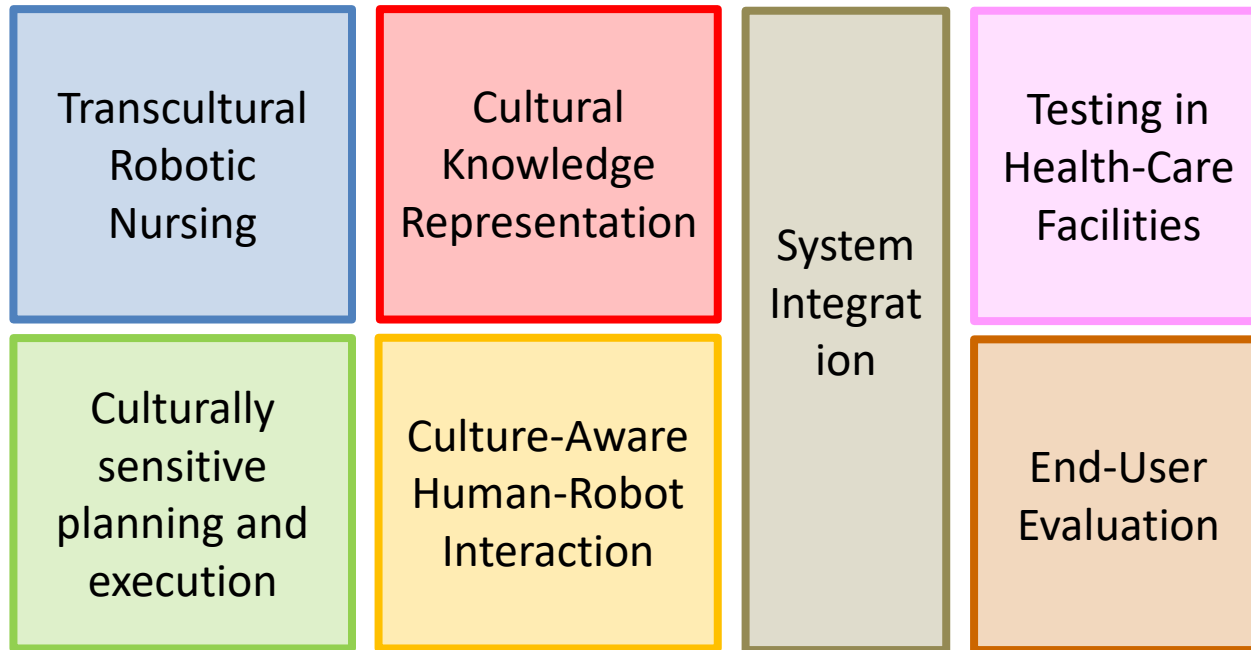 Transcultural
Robotic
Nursing
Cultural
Knowledge
Representation
System
Integrat
ion
Testing in
Health-Care
Facilities
Culturally
sensitive
planning and
execution
Culture-Aware
Human-Robot
Interaction
End-User
Evaluation